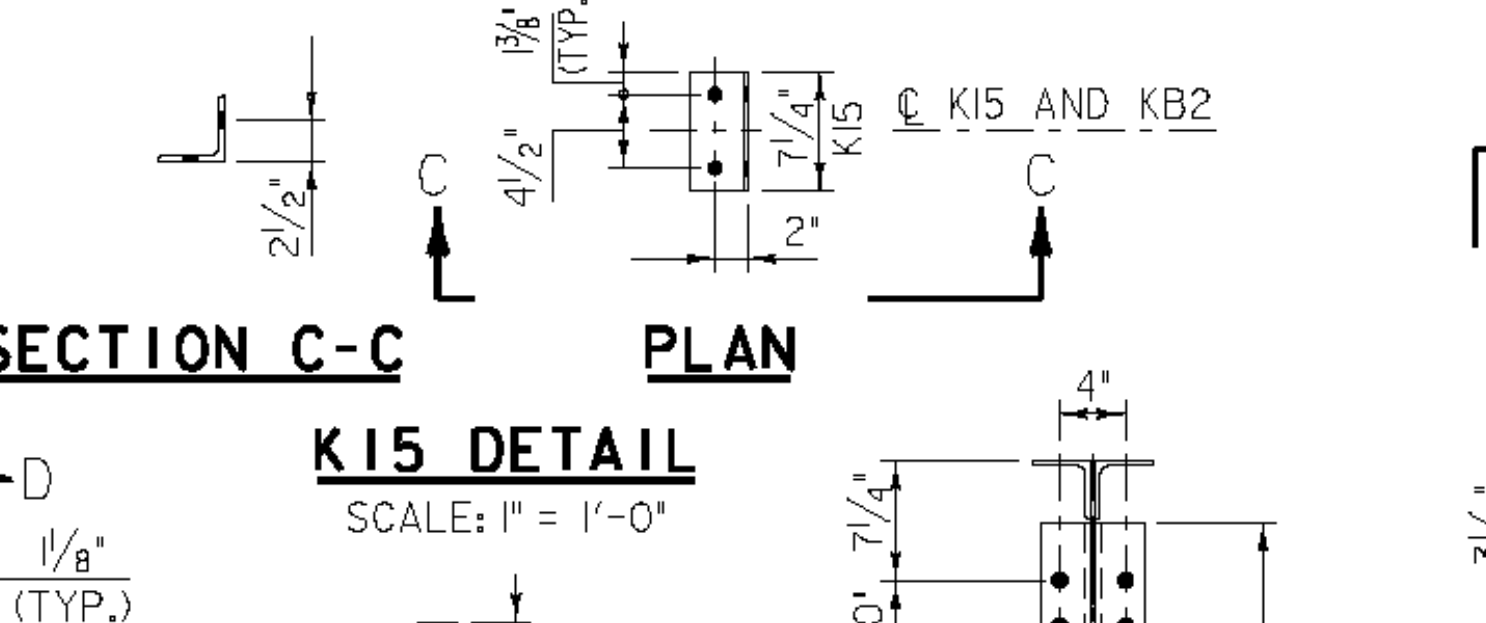 1⅜"
(TYP.)
℄ K15 AND KB2
7¼"
K15
4½"
2½"
C
C
2"
SECTION C-C
PLAN
4"
K15 DETAIL
SCALE: 1" = 1'-0"
D
7¼"
1⅛"
(TYP.)